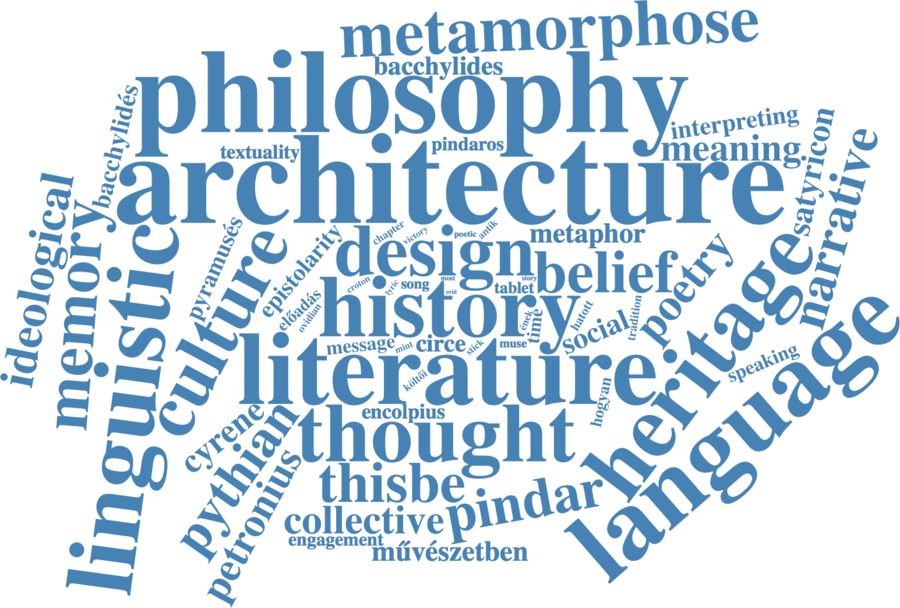 metamorphose
bacchylides
philosophy
interpreting
bacchylidés
textuality
pindaros
meaning
architecture
satyricon
narrative
ideological
memory
linguistic
pyramusés
culture
epistolarity
chapter
victory
poetic
antik
metaphor
design
belief
poetry
heritage
előadás
ovidian
croton
lyric
song
most
ovid
tablet
story
history
ének
time
hatott
social
tradition
message
mint
circe
stick
muse
literature
költői
speaking
language
hogyan
encolpius
cyrene
pythian
thought
petronius
thisbe
pindar
collective
engagement
művészetben